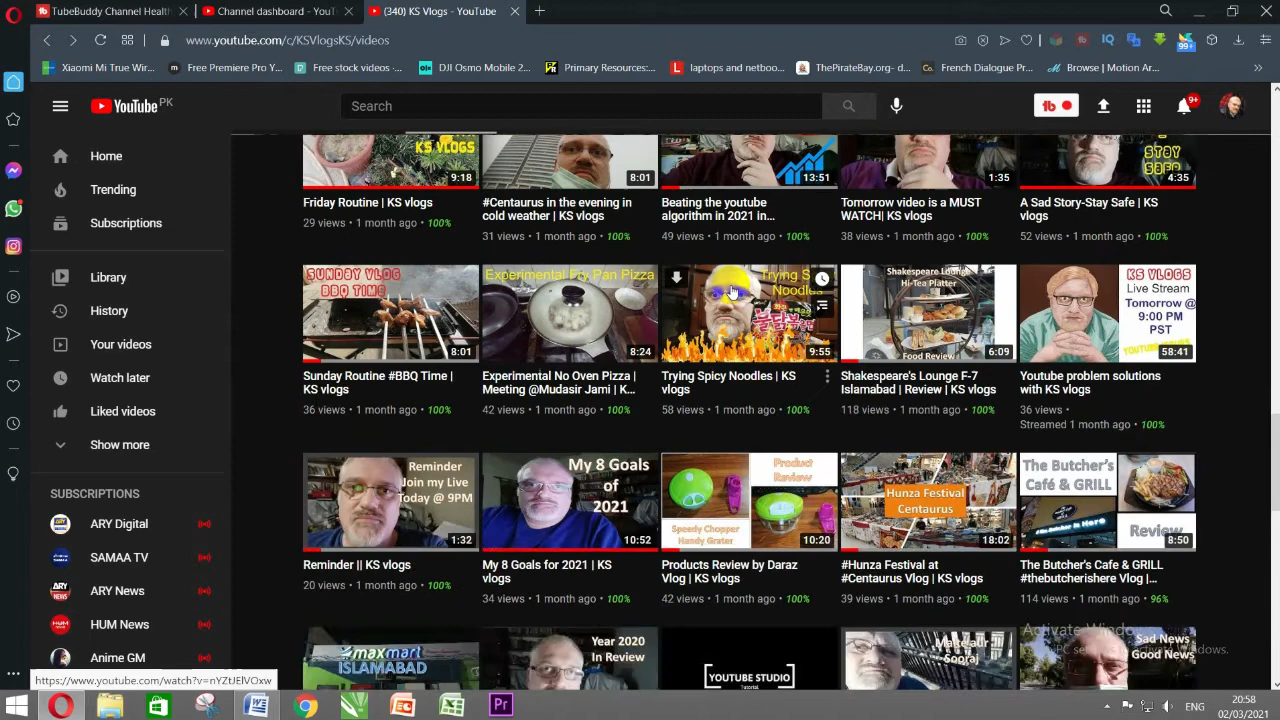 TubeBuddy Channel Health
Channel dashboard - YouT
(340) KS Vlogs - YouTube
www.youtube.com/c/KSVlogsKS/videos
99+
Xiaomi Mi True Wir...
Free Premiere Pro Y...
Free stock videos -...
DJI Osmo Mobile 2...
Primary Resources:...
laptops and netboo...
ThePirateBay.org- d...
French Dialogue Pr...
Browse | Motion Ar...
YouTube PK
Search
9+
Home
Trending
Subscriptions
Library
History
Your videos
Watch later
Liked videos
Show more
SUBSCRIPTIONS
ARY Digital
SAMAA TV
ARY News
HUM News
Anime GM
KS VLOGS
9:18
8:01
13:51
1:35
STAY
SAFE
4:35
Friday Routine | KS vlogs
29 views • 1 month ago • 100%
#Centaurus in the evening in
cold weather | KS vlogs
31 views • 1 month ago • 100%
Beating the youtube
algorithm in 2021 in...
49 views • 1 month ago • 100%
Tomorrow video is a MUST
WATCH| KS vlogs
38 views • 1 month ago • 100%
A Sad Story-Stay Safe | KS
vlogs
52 views • 1 month ago • 100%
SUNDAY VLOG
BBQ TIME
8:01
Experimental Fry Pan Pizza
8:24
Trying S
Noodles
9:55
Shakespeare Lounge
Hi-Tea Platter
Food Review
6:09
KS VLOGS
Live Stream
Tomorrow @
9:00 PM
PST
58:41
Sunday Routine #BBQ Time |
KS vlogs
36 views • 1 month ago • 100%
Experimental No Oven Pizza |
Meeting @Mudasir Jami | K...
42 views • 1 month ago • 100%
Trying Spicy Noodles | KS
vlogs
58 views • 1 month ago • 100%
Shakespeare's Lounge F-7
Islamabad | Review | KS vlogs
118 views • 1 month ago • 100%
Youtube problem solutions
with KS vlogs
36 views •
Streamed 1 month ago • 100%
Reminder
Join my Live
Today @ 9PM
1:32
My 8 Goals
of
2021
10:52
Product
Review
Speedy Chopper
Handy Grater
10:20
Hunza Festival
Centaurus
18:02
The Butcher's
Café & GRILL
Review
8:50
Reminder || KS vlogs
20 views • 1 month ago • 100%
My 8 Goals for 2021 | KS
vlogs
34 views • 1 month ago • 100%
Products Review by Daraz
Vlog | KS vlogs
42 views • 1 month ago • 100%
#Hunza Festival at
#Centaurus Vlog | KS vlogs
39 views • 1 month ago • 100%
The Butcher's Café & GRILL
#thebutcherishere Vlog |...
114 views • 1 month ago • 96%
maxmart
ISLAMABAD
Year 2020
In Review
YOUTUBE STUDIO
Tutorial
Sooraj
Sad News
Good News
Activate Windows
https://www.youtube.com/watch?v=nYZtJElVOxw
ENG
20:58
02/03/2021